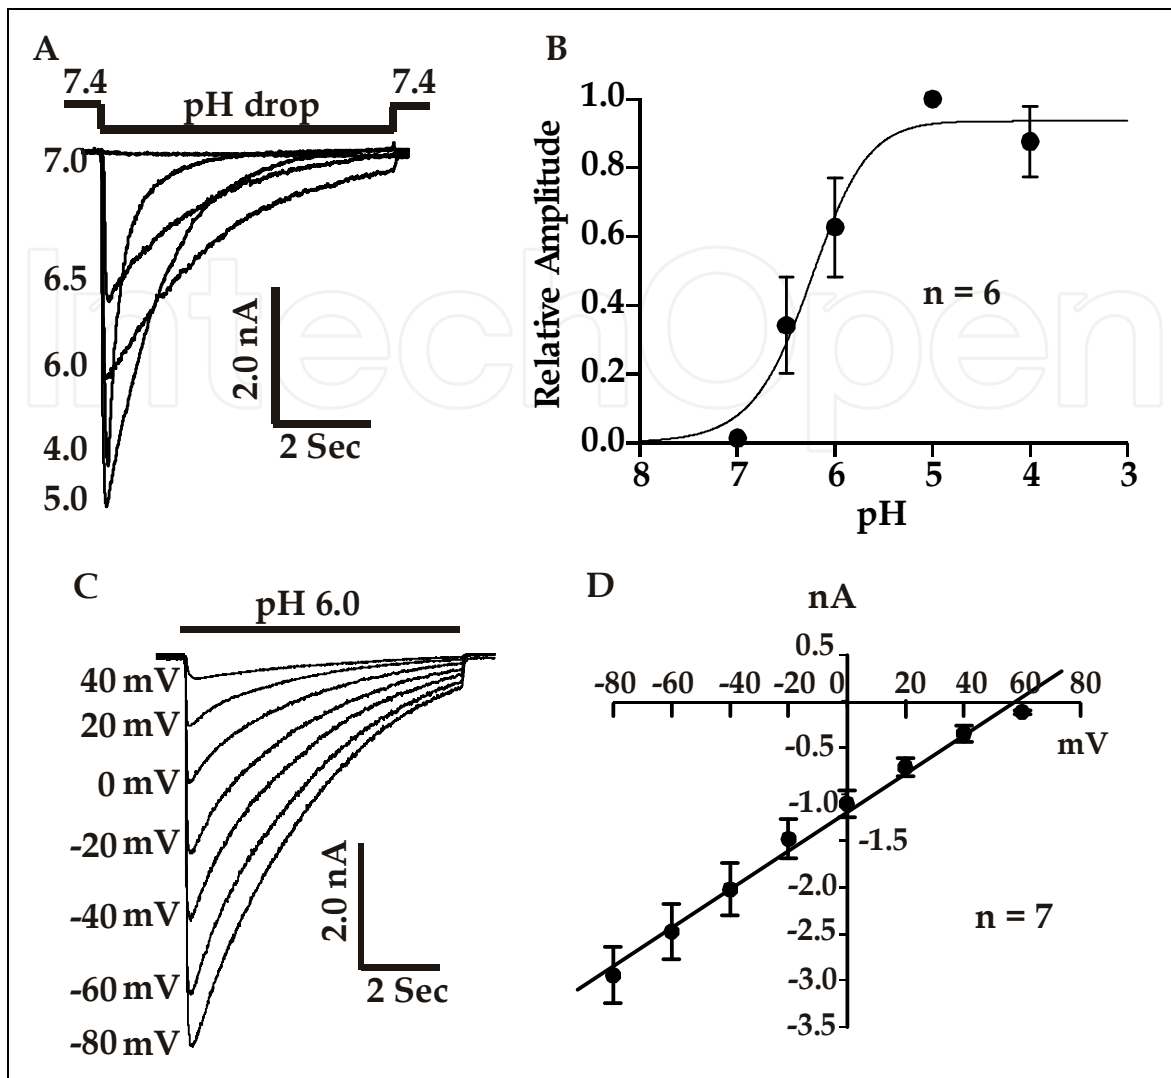 A
7.4
7.4
pH drop
7.0
6.5
6.0
4.0
5.0
2.0 nA
2 Sec
B
Relative Amplitude
1.0
0.8
0.6
0.4
0.2
0.0
n = 6
8 7 6 5 4 3
pH
C
pH 6.0
40 mV
20 mV
0 mV
-20 mV
-40 mV
-60 mV
-80 mV
2.0 nA
2 Sec
D
nA
0.5
-80 -60 -40 -20 0 20 40 60 80
mV
-0.5
-1.0
-1.5
-2.0
-2.5
-3.0
-3.5
n = 7
IntechOpen